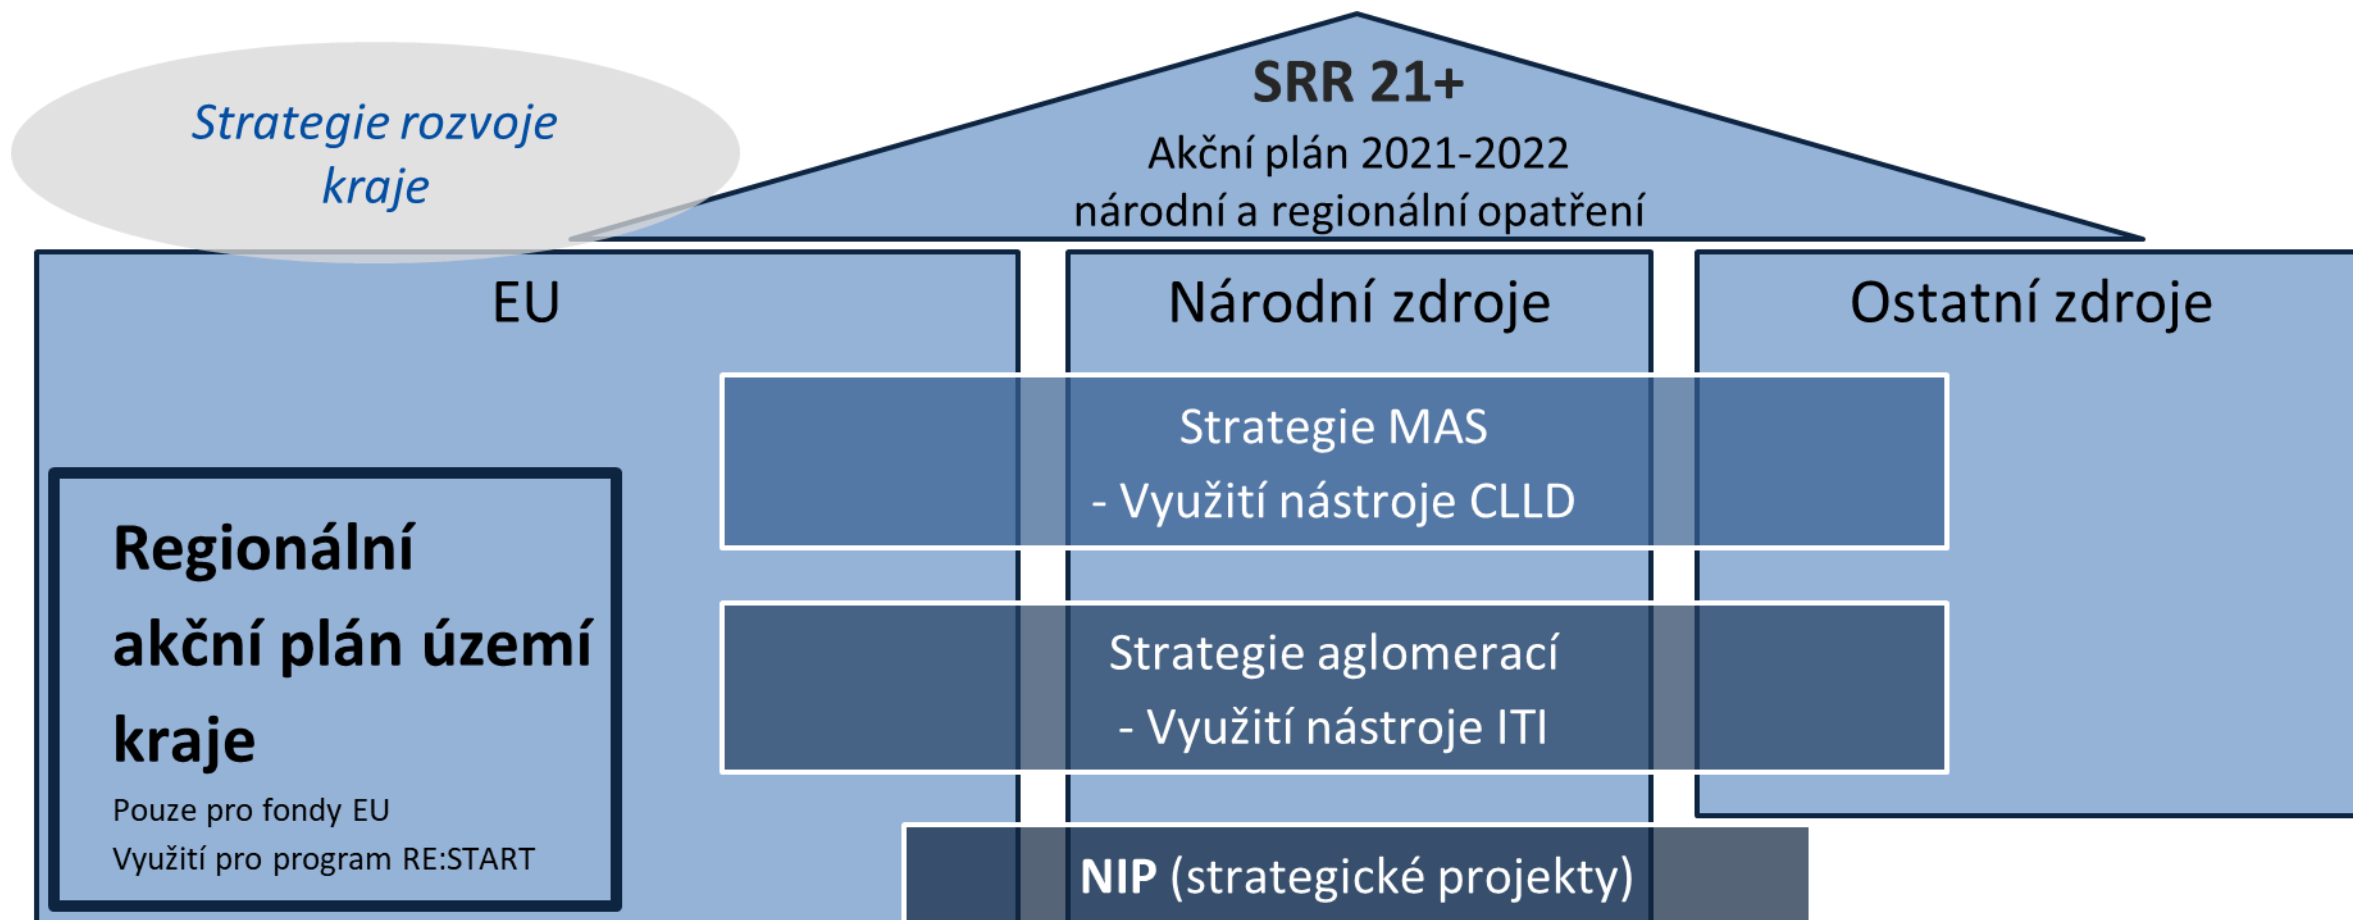 Strategie rozvoje
kraje
SRR 21+
Akční plán 2021-2022
národní a regionální opatření
EU
Národní zdroje
Ostatní zdroje
Strategie MAS
- Využití nástroje CLLD
Regionální
akční plán území
kraje
Pouze pro fondy EU
Využití pro program RE:START
Strategie aglomerací
- Využití nástroje ITI
NIP (strategické projekty)